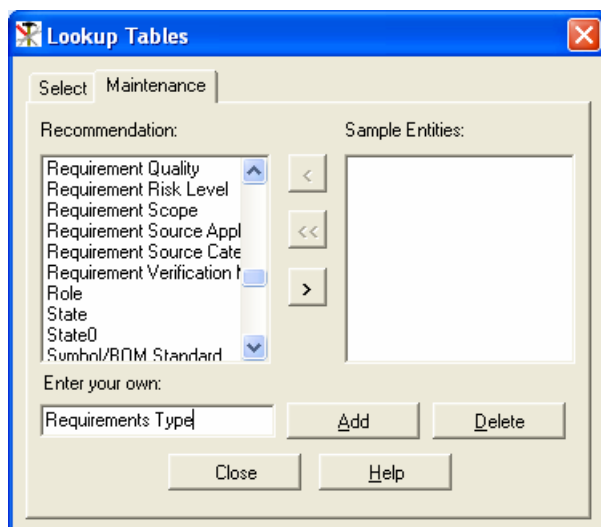 Lookup Tables
Select Maintenance
Recommendation: Sample Entities:
Requirement Quality
Requirement Risk Level
Requirement Scope
Requirement Source Appl
Requirement Source Cate
Requirement Verification
Role
State
State0
Symbol/BOM Standard
<
<<
>
Enter your own:
Requirements Type
Add Delete
Close Help